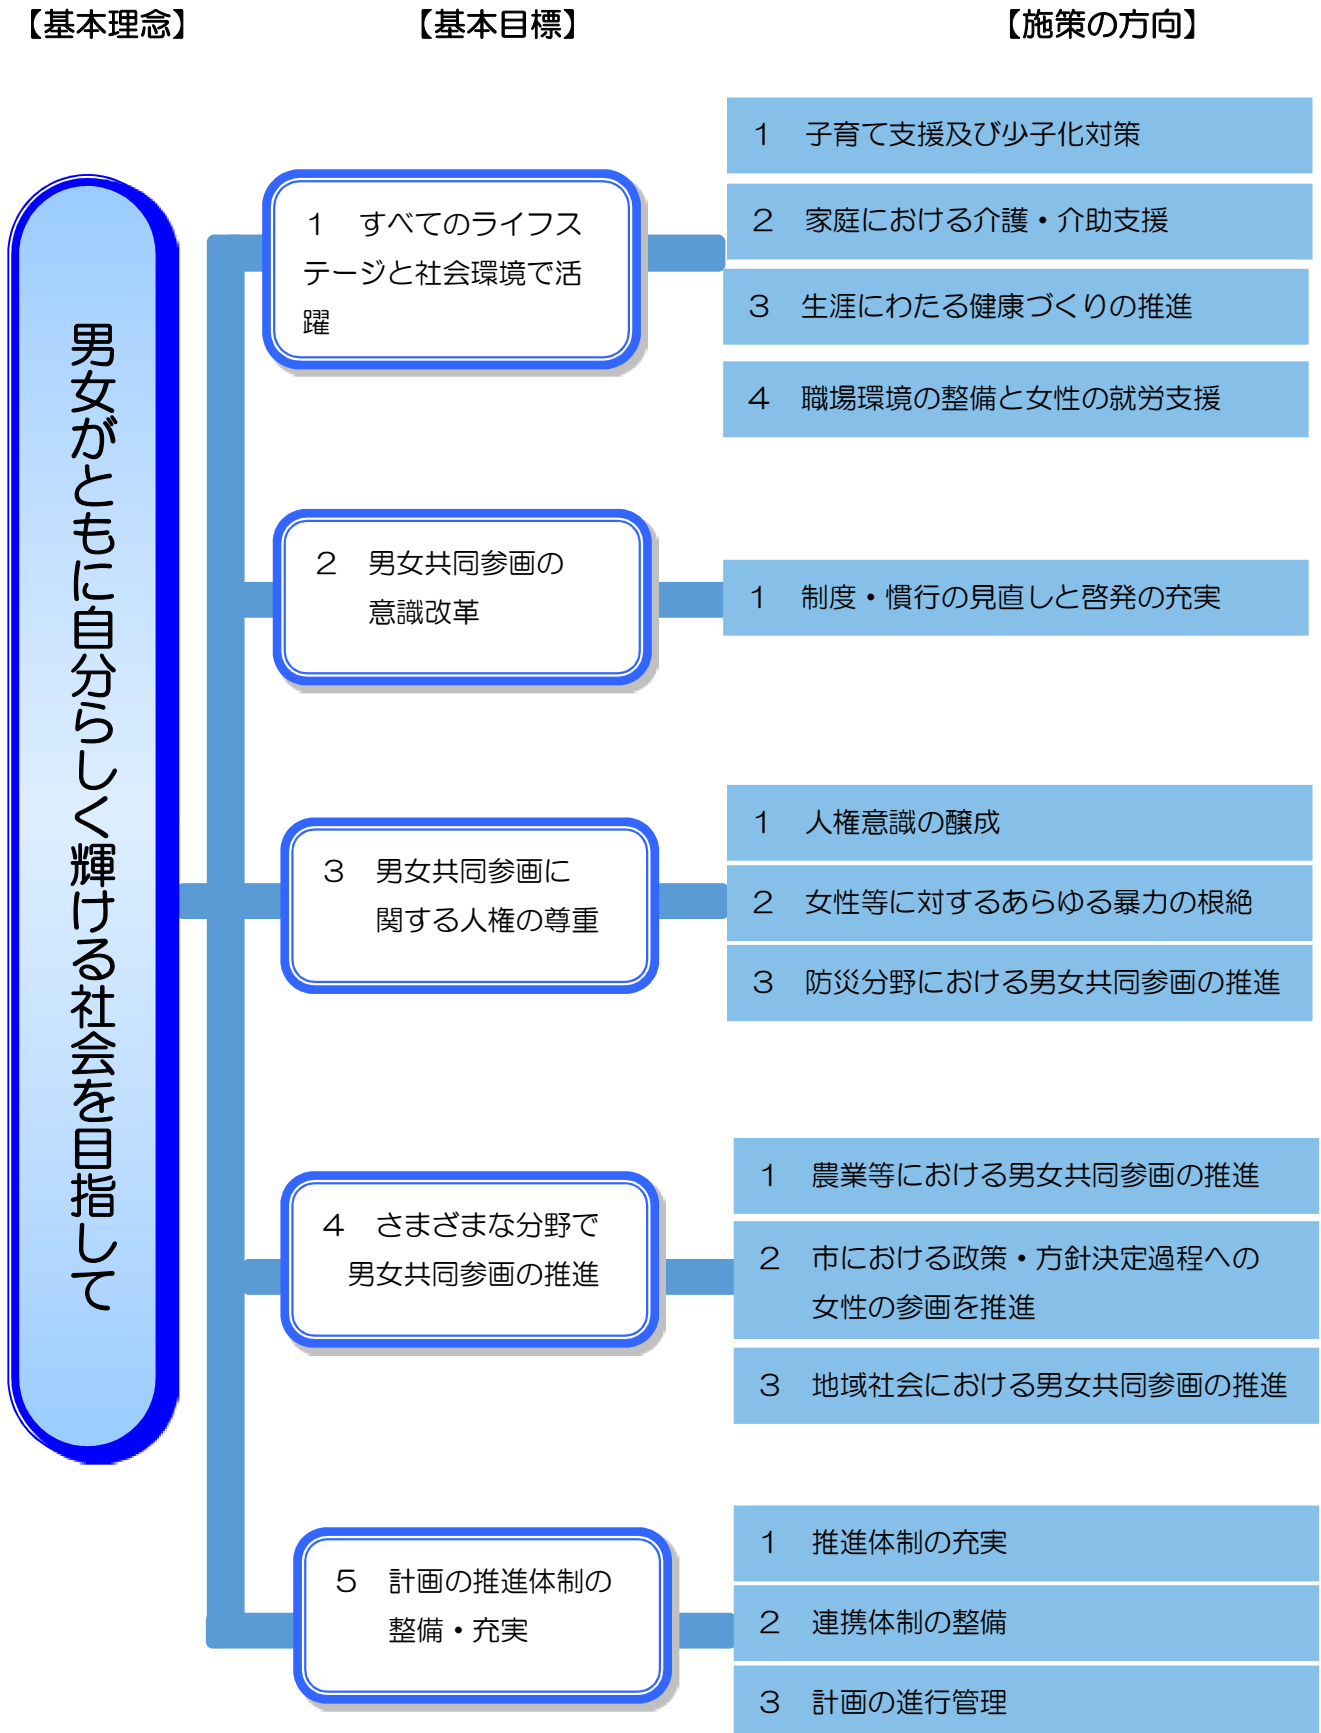 【基本理念】
【基本目標】
【施策の方向】
男女がともに自分らしく輝ける社会を目指して
１　すべてのライフス
テージと社会環境で活
躍
１　子育て支援及び少子化対策
２　家庭における介護・介助支援
３　生涯にわたる健康づくりの推進
４　職場環境の整備と女性の就労支援
２　男女共同参画の
意識改革
１　制度・慣行の見直しと啓発の充実
３　男女共同参画に
関する人権の尊重
１　人権意識の醸成
２　女性等に対するあらゆる暴力の根絶
３　防災分野における男女共同参画の推進
４　さまざまな分野で
男女共同参画の推進
１　農業等における男女共同参画の推進
２　市における政策・方針決定過程への
女性の参画を推進
３　地域社会における男女共同参画の推進
５　計画の推進体制の
整備・充実
１　推進体制の充実
２　連携体制の整備
３　計画の進行管理